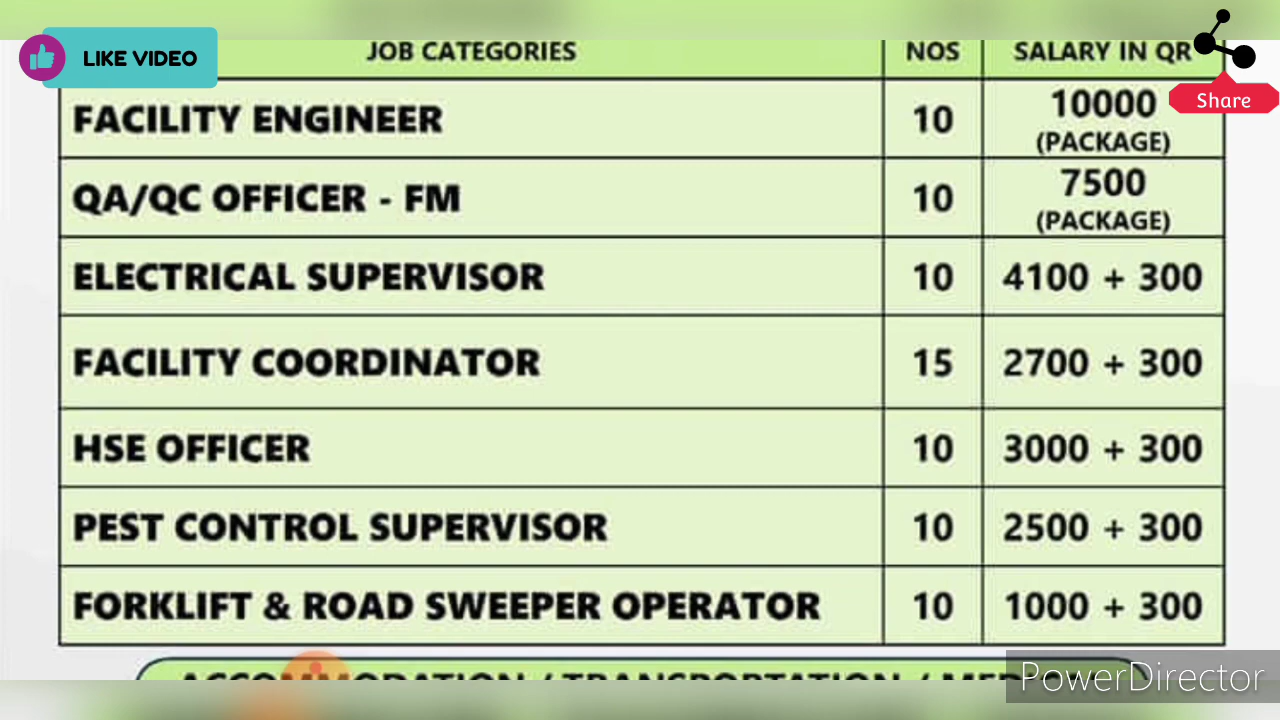 LIKE VIDEO
JOB CATEGORIES NOS SALARY IN QR
Share
FACILITY ENGINEER 10 10000 (PACKAGE)
QA/QC OFFICER - FM 10 7500 (PACKAGE)
ELECTRICAL SUPERVISOR 10 4100 + 300
FACILITY COORDINATOR 15 2700 + 300
HSE OFFICER 10 3000 + 300
PEST CONTROL SUPERVISOR 10 2500 + 300
FORKLIFT & ROAD SWEEPER OPERATOR 10 1000 + 300
ACCOMMODATION / TRANSPORTATION /
PowerDirector